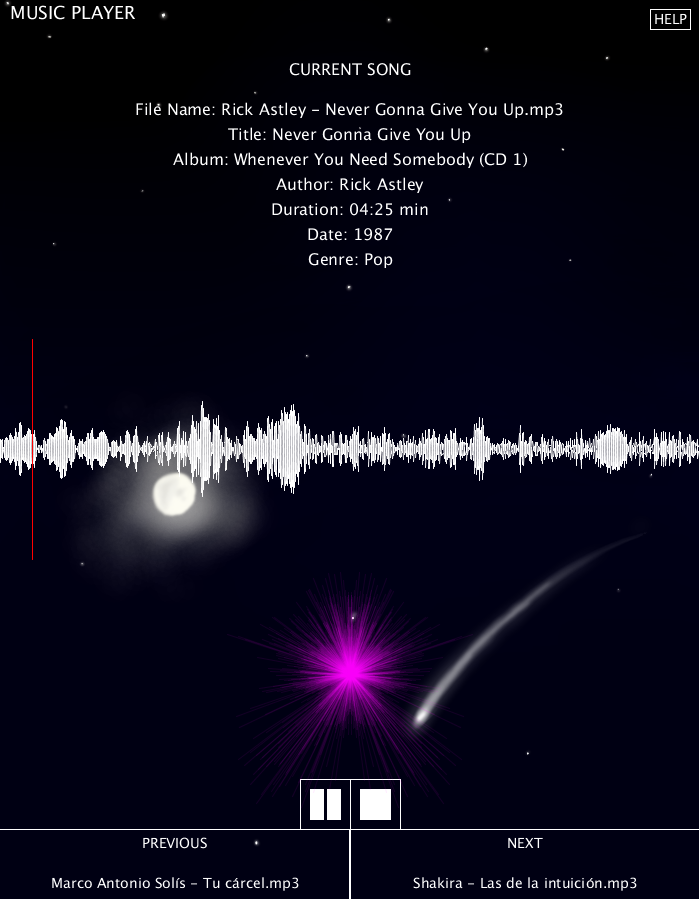 MUSIC PLAYER
HELP
CURRENT SONG
File Name: Rick Astley - Never Gonna Give You Up.mp3
Title: Never Gonna Give You Up
Album: Whenever You Need Somebody (CD 1)
Author: Rick Astley
Duration: 04:25 min
Date: 1987
Genre: Pop
PREVIOUS
Marco Antonio Solís - Tu cárcel.mp3
NEXT
Shakira - Las de la intuición.mp3